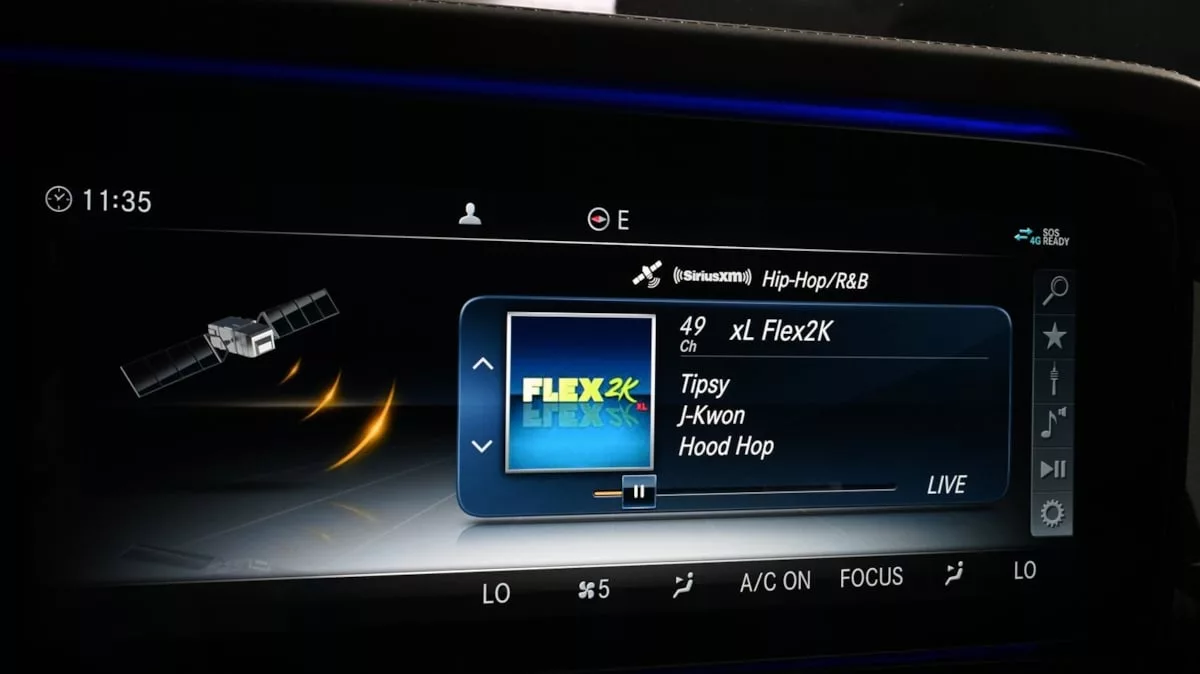 11:35
E
4G SOS READY
((SiriusXM)) Hip-Hop/R&B
49 Ch xL Flex2K
FLEX2K XL
Tipsy
J-Kwon
Hood Hop
LIVE
LO 5 A/C ON FOCUS LO